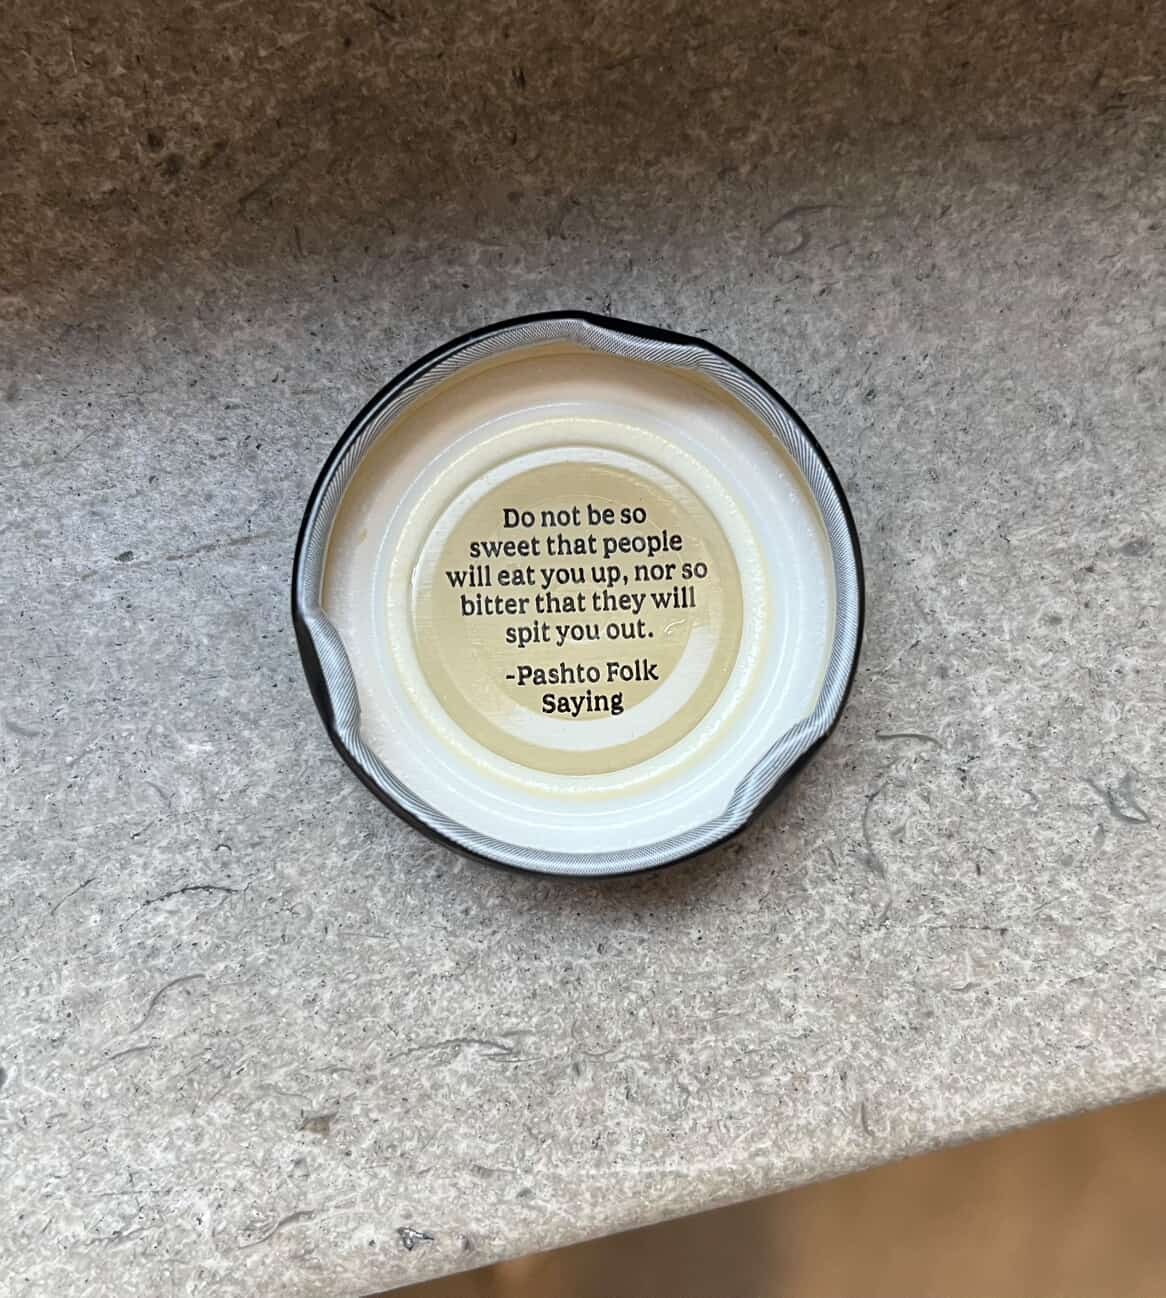 Do not be so
sweet that people
will eat you up, nor so
bitter that they will
spit you out.
-Pashto Folk
Saying